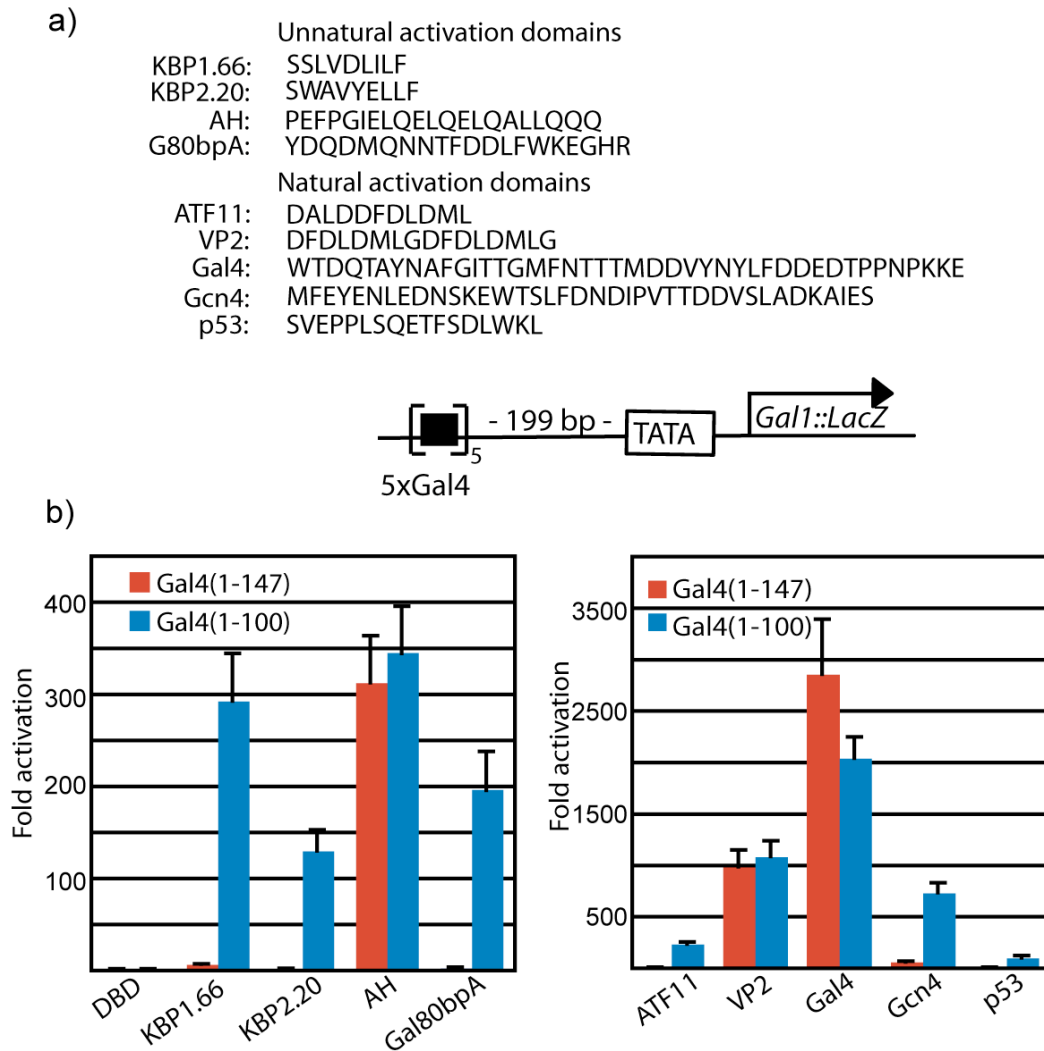 a)
Unnatural activation domains
KBP1.66: SSLVDLILF
KBP2.20: SWAVYELLF
AH: PEFPGIELQELQELQALLQQQ
G80bpA: YDQDMQNNTFDDLFWKEGHR
Natural activation domains
ATF11: DALDDFDLDML
VP2: DFDLDMLGDFDLDMLG
Gal4: WTDQTAYNAFGITTGMFNTTTMDDVYNYLFDDEDTPPNPKKE
Gcn4: MFEYENLEDNSKEWTSLFDNDIPVTTDDVSLADKAIES
p53: SVEPPLSQETFSDLWKL
- 199 bp -
TATA
Gal1::LacZ
5
5xGal4
b)
Gal4(1-147)
Gal4(1-100)
Fold activation
400
300
200
100
DBD
KBP1.66
KBP2.20
AH
Gal80bpA
Gal4(1-147)
Gal4(1-100)
Fold activation
3500
2500
1500
500
ATF11
VP2
Gal4
Gcn4
p53